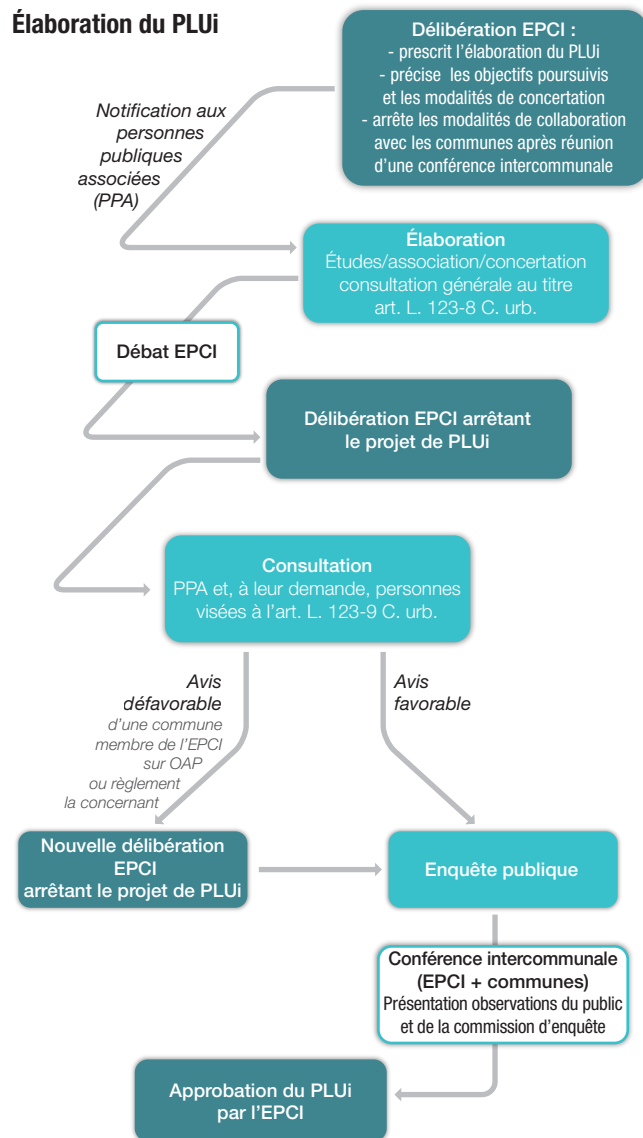 Élaboration du PLUi
Délibération EPCI :
- prescrit l’élaboration du PLUi
- précise les objectifs poursuivis
et les modalités de concertation
- arrête les modalités de collaboration
avec les communes après réunion
d’une conférence intercommunale
Notification aux
personnes
publiques
associées
(PPA)
Élaboration
Études/association/concertation
consultation générale au titre
art. L. 123-8 C. urb.
Débat EPCI
Délibération EPCI arrêtant
le projet de PLUi
Consultation
PPA et, à leur demande, personnes
visées à l’art. L. 123-9 C. urb.
Avis
défavorable
d’une commune
membre de l’EPCI
sur OAP
ou règlement
la concernant
Avis
favorable
Nouvelle délibération
EPCI
arrêtant le projet de PLUi
Enquête publique
Conférence intercommunale
(EPCI + communes)
Présentation observations du public
et de la commission d’enquête
Approbation du PLUi
par l’EPCI